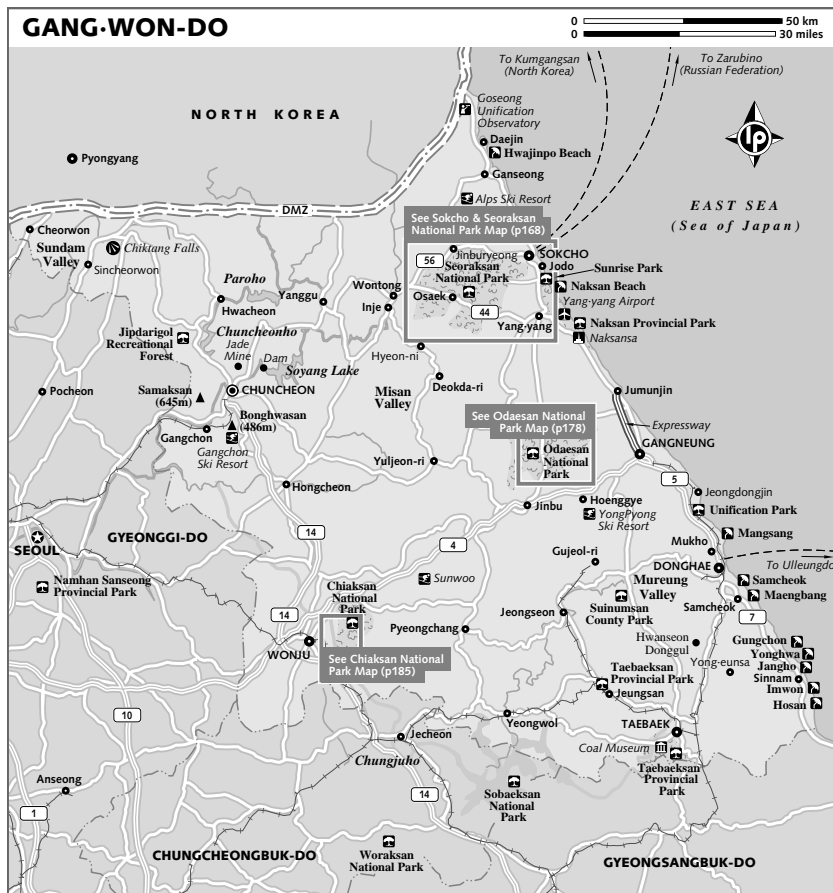 GANG·WON-DO
0 50 km
0 30 miles
To Kumgangsan
(North Korea)
To Zarubino
(Russian Federation)
NORTH KOREA
Goseong
Unification
Observatory
Daejin
Hwajinpo Beach
lp
Pyongyang
Ganseong
Alps Ski Resort
EAST SEA
(Sea of Japan)
DMZ
Cheorwon
Sundam
Valley
Chiktang Falls
Sincheorwon
See Sokcho & Seoraksan
National Park Map (p168)
Jinburyeong
SOKCHO
Jodo
56
Seoraksan
National Park
Sunrise Park
Naksan Beach
Paroho
Yanggu
Wontong
Inje
Osaek
44
Yang-yang
Yang-yang Airport
Naksan Provincial Park
Naksansa
Hwacheon
Jipdarigol
Recreational
Forest
Chuncheonho
Jade
Mine
Dam
Soyang Lake
Hyeon-ni
Pocheon
Samaksan
(645m)
CHUNCHEON
Misan
Valley
Deokda-ri
Jumunjin
Bonghwasan
(486m)
Gangchon
Gangchon
Ski Resort
See Odaesan National
Park Map (p178)
Expressway
GANGNEUNG
Odaesan
National
Park
Yuljeon-ri
Hongcheon
5
Jeongdongjin
Unification Park
Jinbu
Hoenggye
YongPyong
Ski Resort
14
Mangsang
GYEONGGI-DO
SEOUL
4
Gujeol-ri
Mukho
DONGHAE
To Ulleungdo
Namhan Sanseong
Provincial Park
Chiaksan
National
Park
Sunwoo
Mureung
Valley
Samcheok
Maengbang
Samcheok
Suinumsan
County Park
14
Jeongseon
7
WONJU
Pyeongchang
Hwanseon
Donggul
Gungchon
Yonghwa
Jangho
Sinnam
Imwon
Hosan
See Chiaksan National
Park Map (p185)
Yong-eunsa
Taebaeksan
Provincial Park
Jeungsan
10
Yeongwol
TAEBAEK
Jecheon
Coal Museum
Chungjuho
Taebaeksan
Provincial
Park
Anseong
Sobaeksan
National
Park
14
1
Woraksan
National Park
CHUNGCHEONGBUK-DO
GYEONGSANGBUK-DO